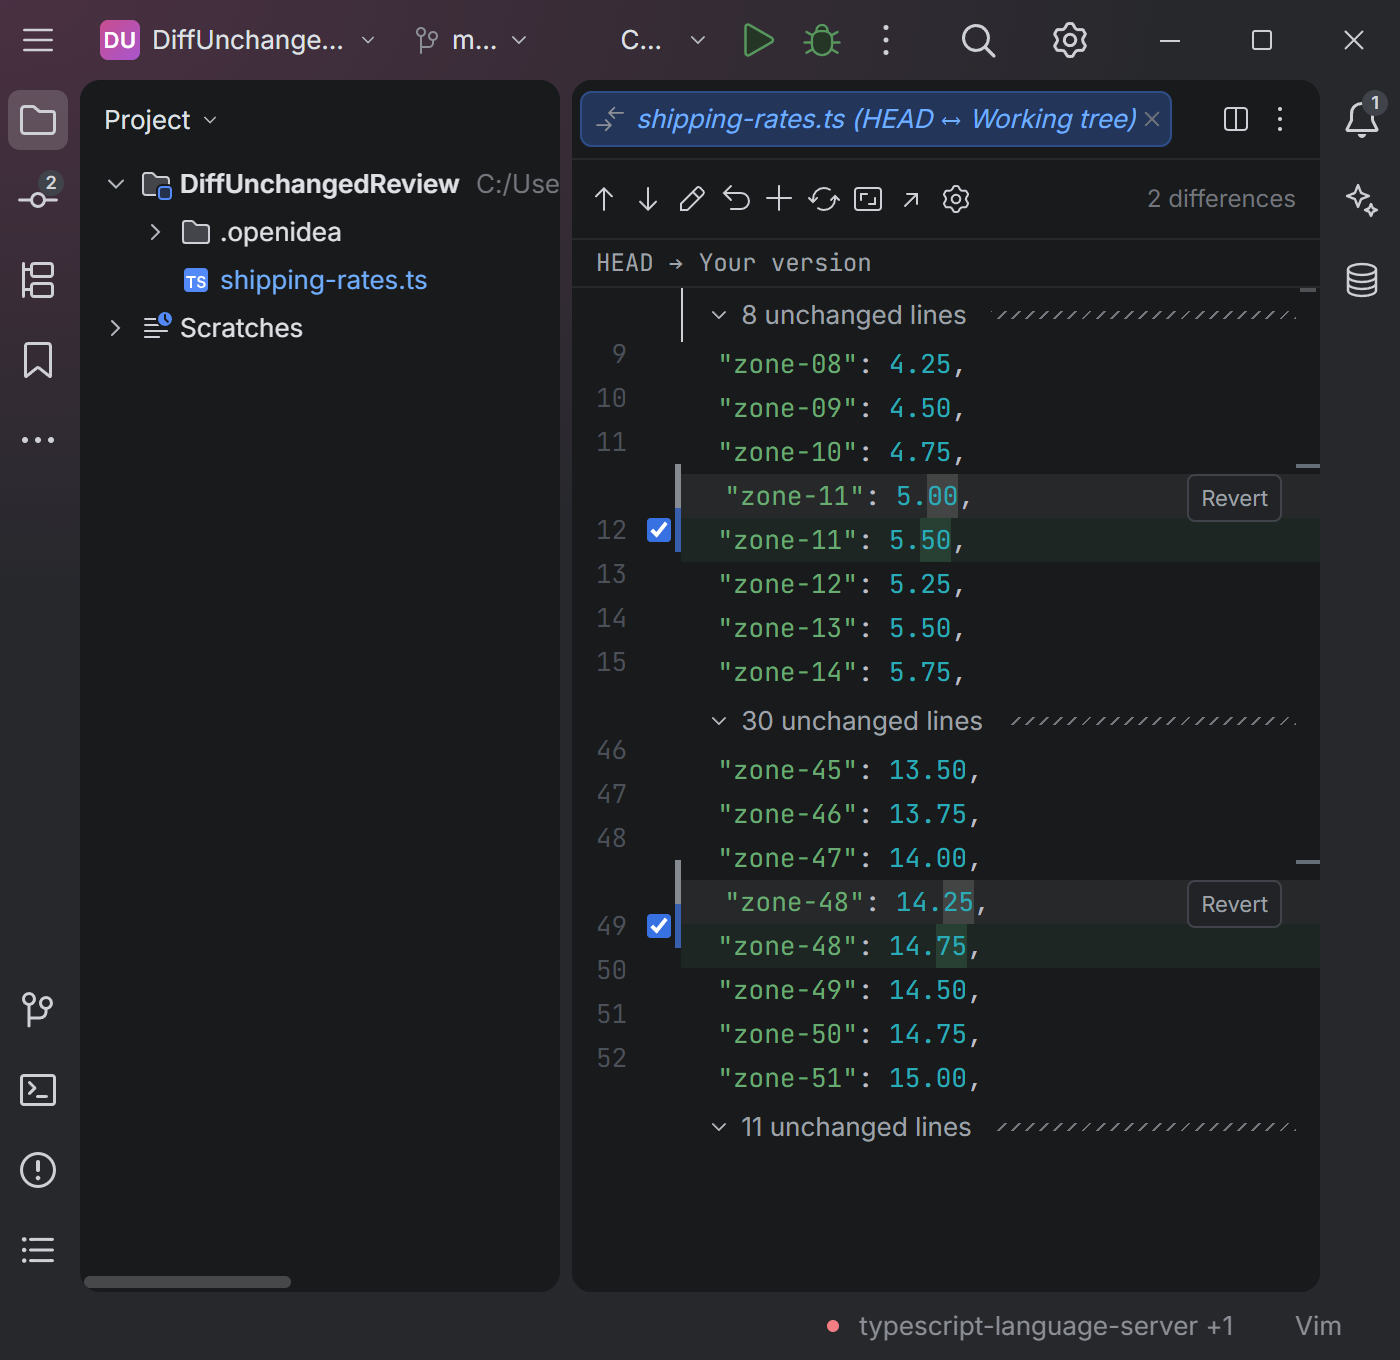 DU DiffUnchange... m... C...
Project
DiffUnchangedReview C:/Use
.openidea
TS shipping-rates.ts
Scratches
2
shipping-rates.ts (HEAD ↔ Working tree)
1
2 differences
HEAD → Your version
8 unchanged lines
9 "zone-08": 4.25,
10 "zone-09": 4.50,
11 "zone-10": 4.75,
"zone-11": 5.00, Revert
12 "zone-11": 5.50,
13 "zone-12": 5.25,
14 "zone-13": 5.50,
15 "zone-14": 5.75,
30 unchanged lines
46 "zone-45": 13.50,
47 "zone-46": 13.75,
48 "zone-47": 14.00,
"zone-48": 14.25, Revert
49 "zone-48": 14.75,
50 "zone-49": 14.50,
51 "zone-50": 14.75,
52 "zone-51": 15.00,
11 unchanged lines
typescript-language-server +1 Vim